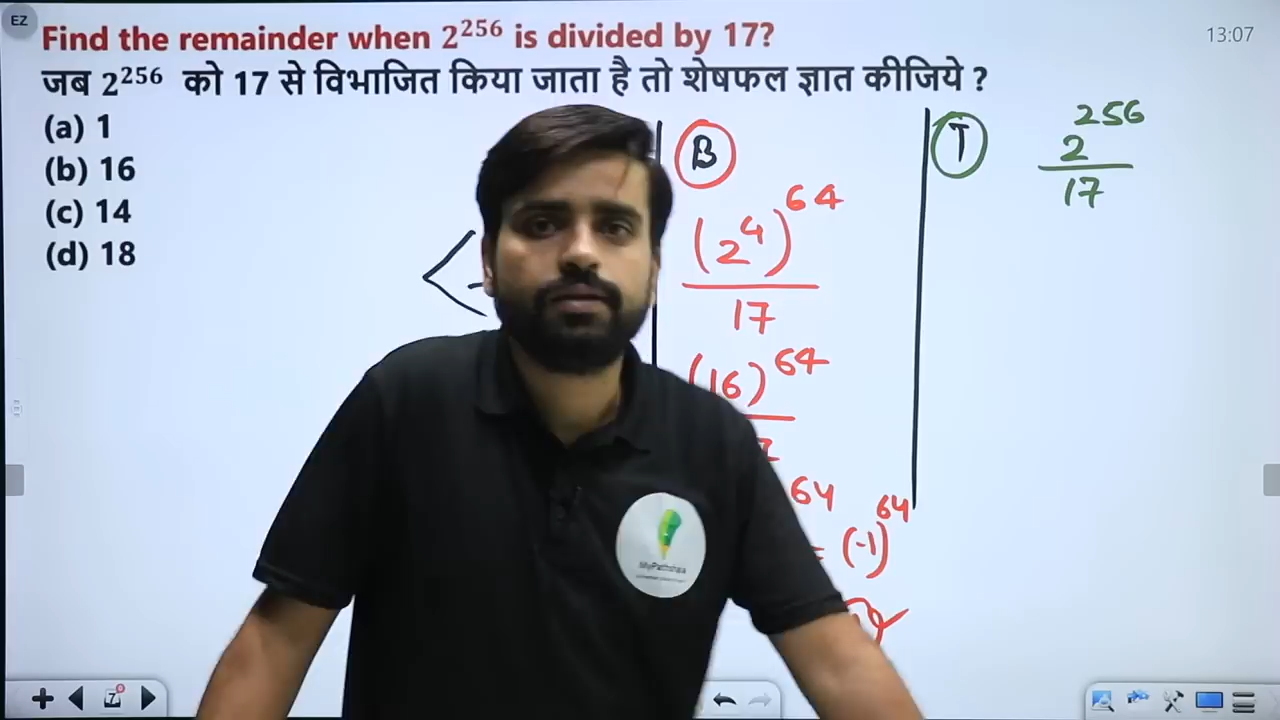 EZ
Find the remainder when 2^256 is divided by 17?
13:07
जब 2^256 को 17 से विभाजित किया जाता है तो शेषफल ज्ञात कीजिये ?
(a) 1
(b) 16
(c) 14
(d) 18
B
(2^4)^64
17
(16)^64
64
= (-1)^64
T
2^256
17
MyPathshala